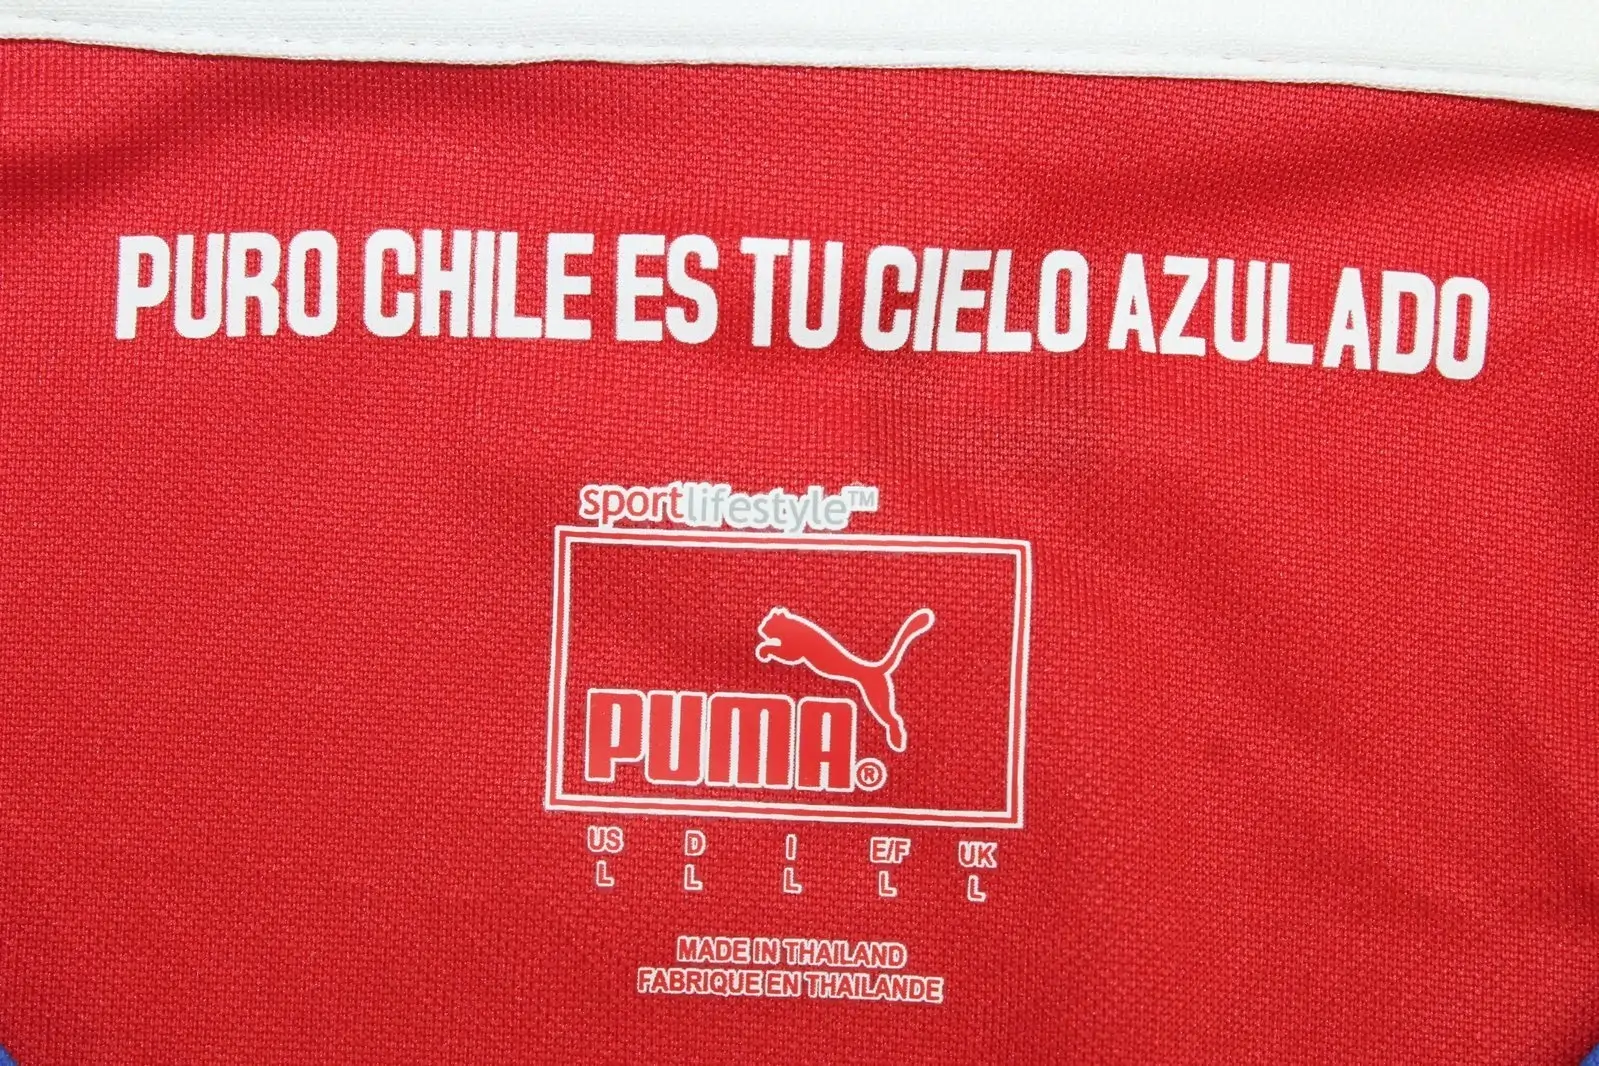 PURO CHILE ES TU CIELO AZULADO
sportlifestyle™
PUMA®
US D I E/F UK
L L L L L
MADE IN THAILAND
FABRIQUE EN THAILANDE